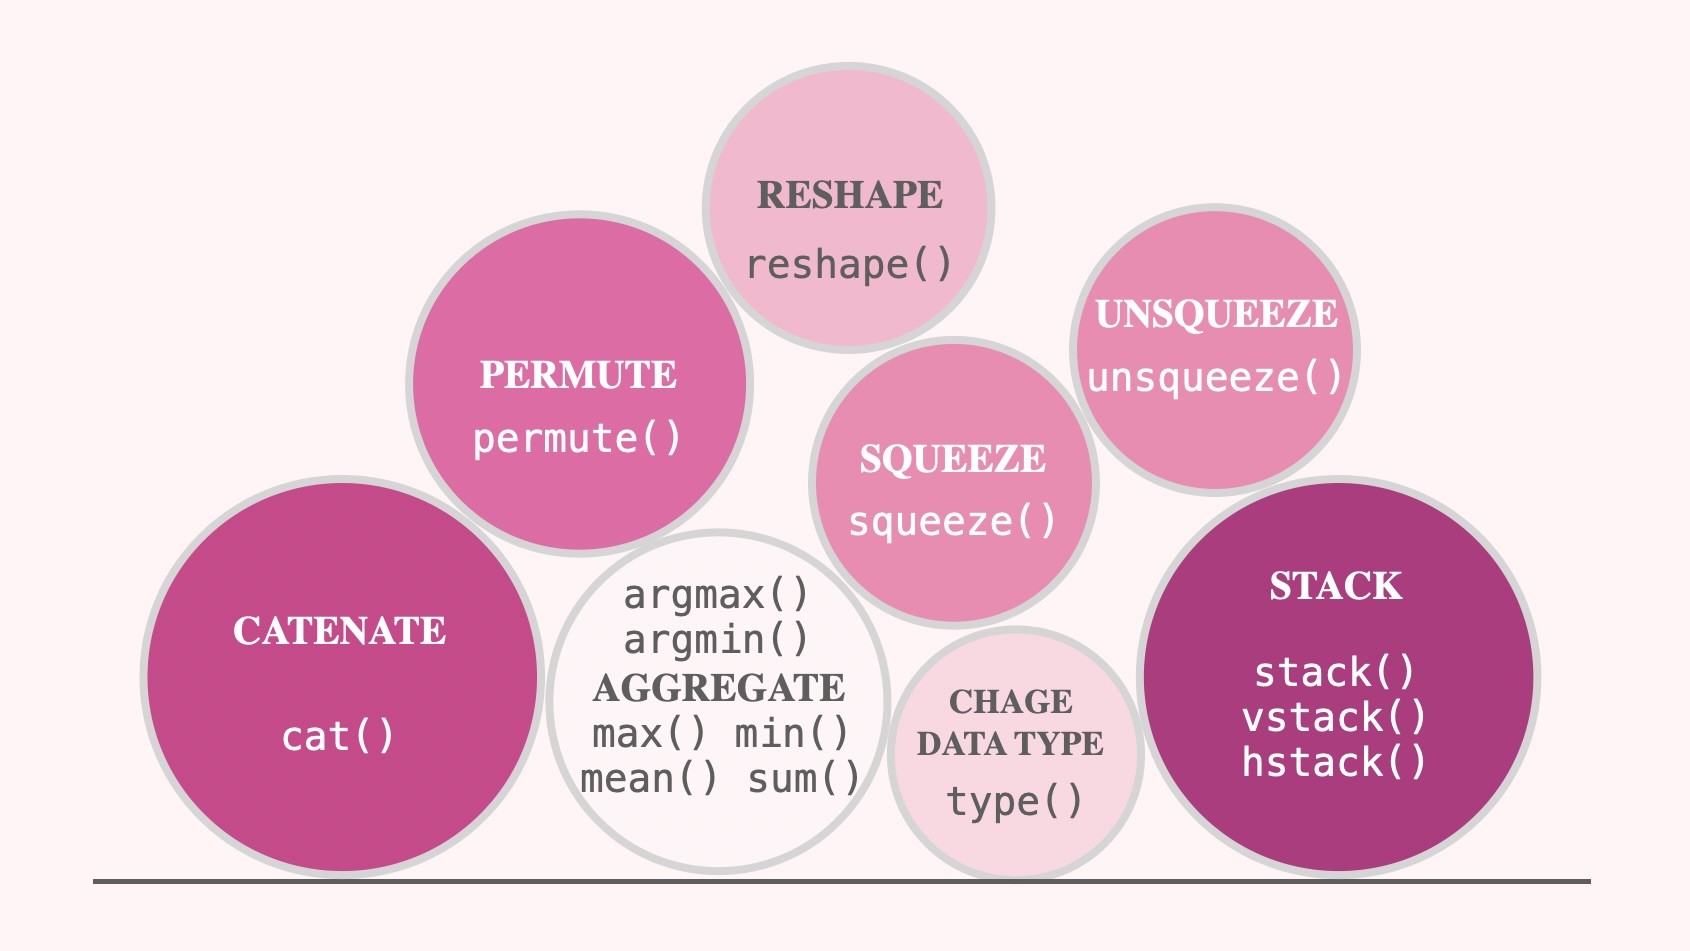 RESHAPE
reshape()
UNSQUEEZE
unsqueeze()
PERMUTE
permute()
SQUEEZE
squeeze()
CATENATE
cat()
argmax()
argmin()
AGGREGATE
max() min()
mean() sum()
CHAGE
DATA TYPE
type()
STACK
stack()
vstack()
hstack()